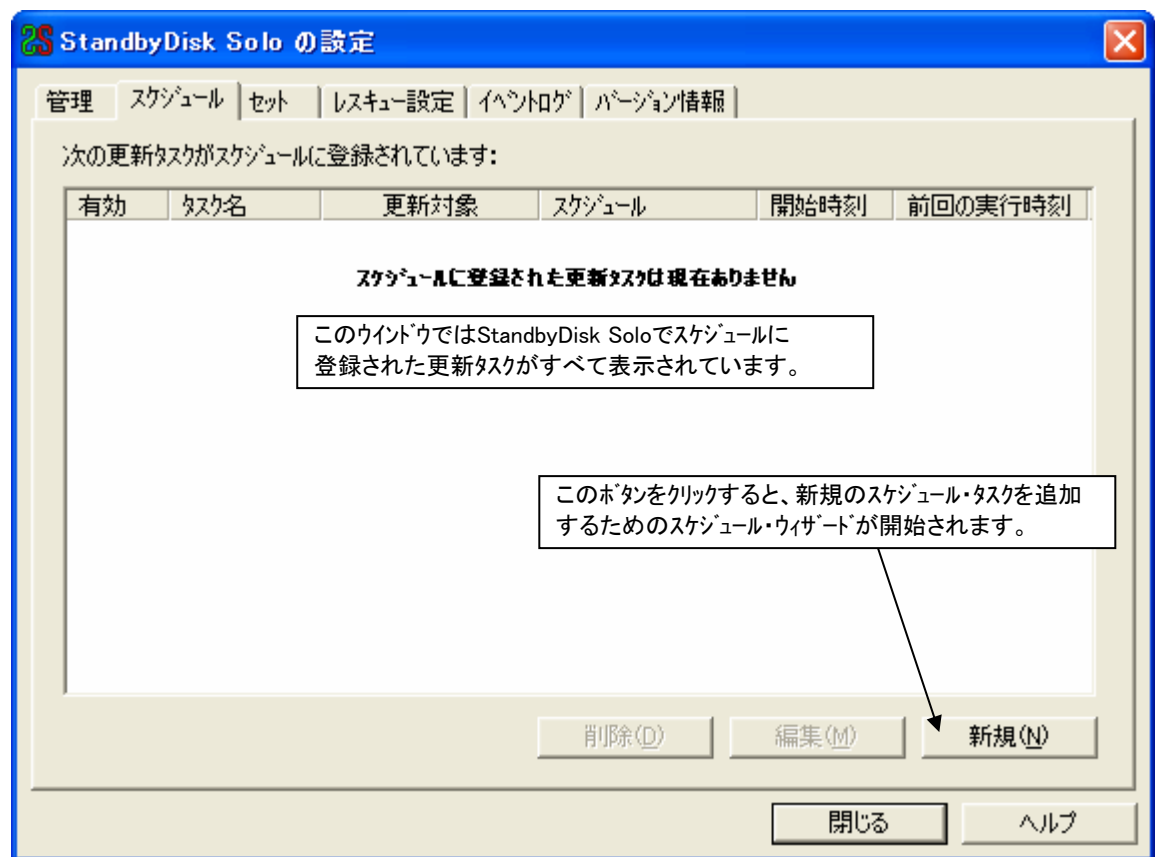 StandbyDisk Solo の設定
管理 ｽｹｼﾞｭｰﾙ ｾｯﾄ ﾚｽｷｭｰ設定 ｲﾍﾞﾝﾄﾛｸﾞ ﾊﾞｰｼﾞｮﾝ情報
次の更新ﾀｽｸがｽｹｼﾞｭｰﾙに登録されています:
有効 ﾀｽｸ名 更新対象 ｽｹｼﾞｭｰﾙ 開始時刻 前回の実行時刻
ｽｹｼﾞｭｰﾙに登録された更新ﾀｽｸは現在ありません
このｳｲﾝﾄﾞｳではStandbyDisk Soloでｽｹｼﾞｭｰﾙに
登録された更新ﾀｽｸがすべて表示されています。
このﾎﾞﾀﾝをｸﾘｯｸすると、新規のｽｹｼﾞｭｰﾙ・ﾀｽｸを追加
するためのｽｹｼﾞｭｰﾙ・ｳｨｻﾞｰﾄﾞが開始されます。
削除(D) 編集(M) 新規(N)
閉じる ヘルプ